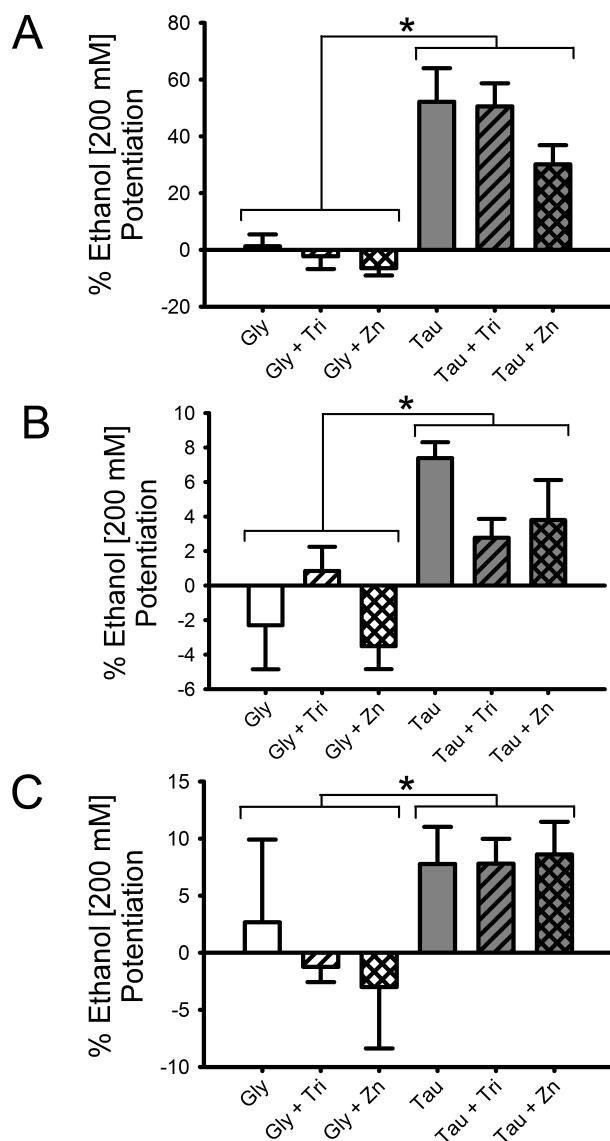 A
% Ethanol [200 mM]
Potentiation
80
60
40
20
0
-20
*
Gly
Gly + Tri
Gly + Zn
Tau
Tau + Tri
Tau + Zn
B
% Ethanol [200 mM]
Potentiation
10
8
6
4
2
0
-2
-4
-6
*
Gly
Gly + Tri
Gly + Zn
Tau
Tau + Tri
Tau + Zn
C
% Ethanol [200 mM]
Potentiation
15
10
5
0
-5
-10
*
Gly
Gly + Tri
Gly + Zn
Tau
Tau + Tri
Tau + Zn